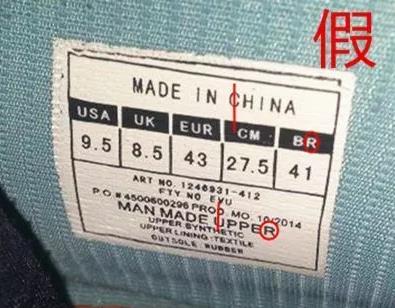 假
MADE IN CHINA
USA UK EUR CM BR
9.5 8.5 43 27.5 41
ART NO. 1246931-412
FTY NO EVU
P O # 4500600296 PROD. MO. 10/2014
MAN MADE UPPER
UPPER: SYNTHETIC
UPPER LINING: TEXTILE
OUTSOLE: RUBBER